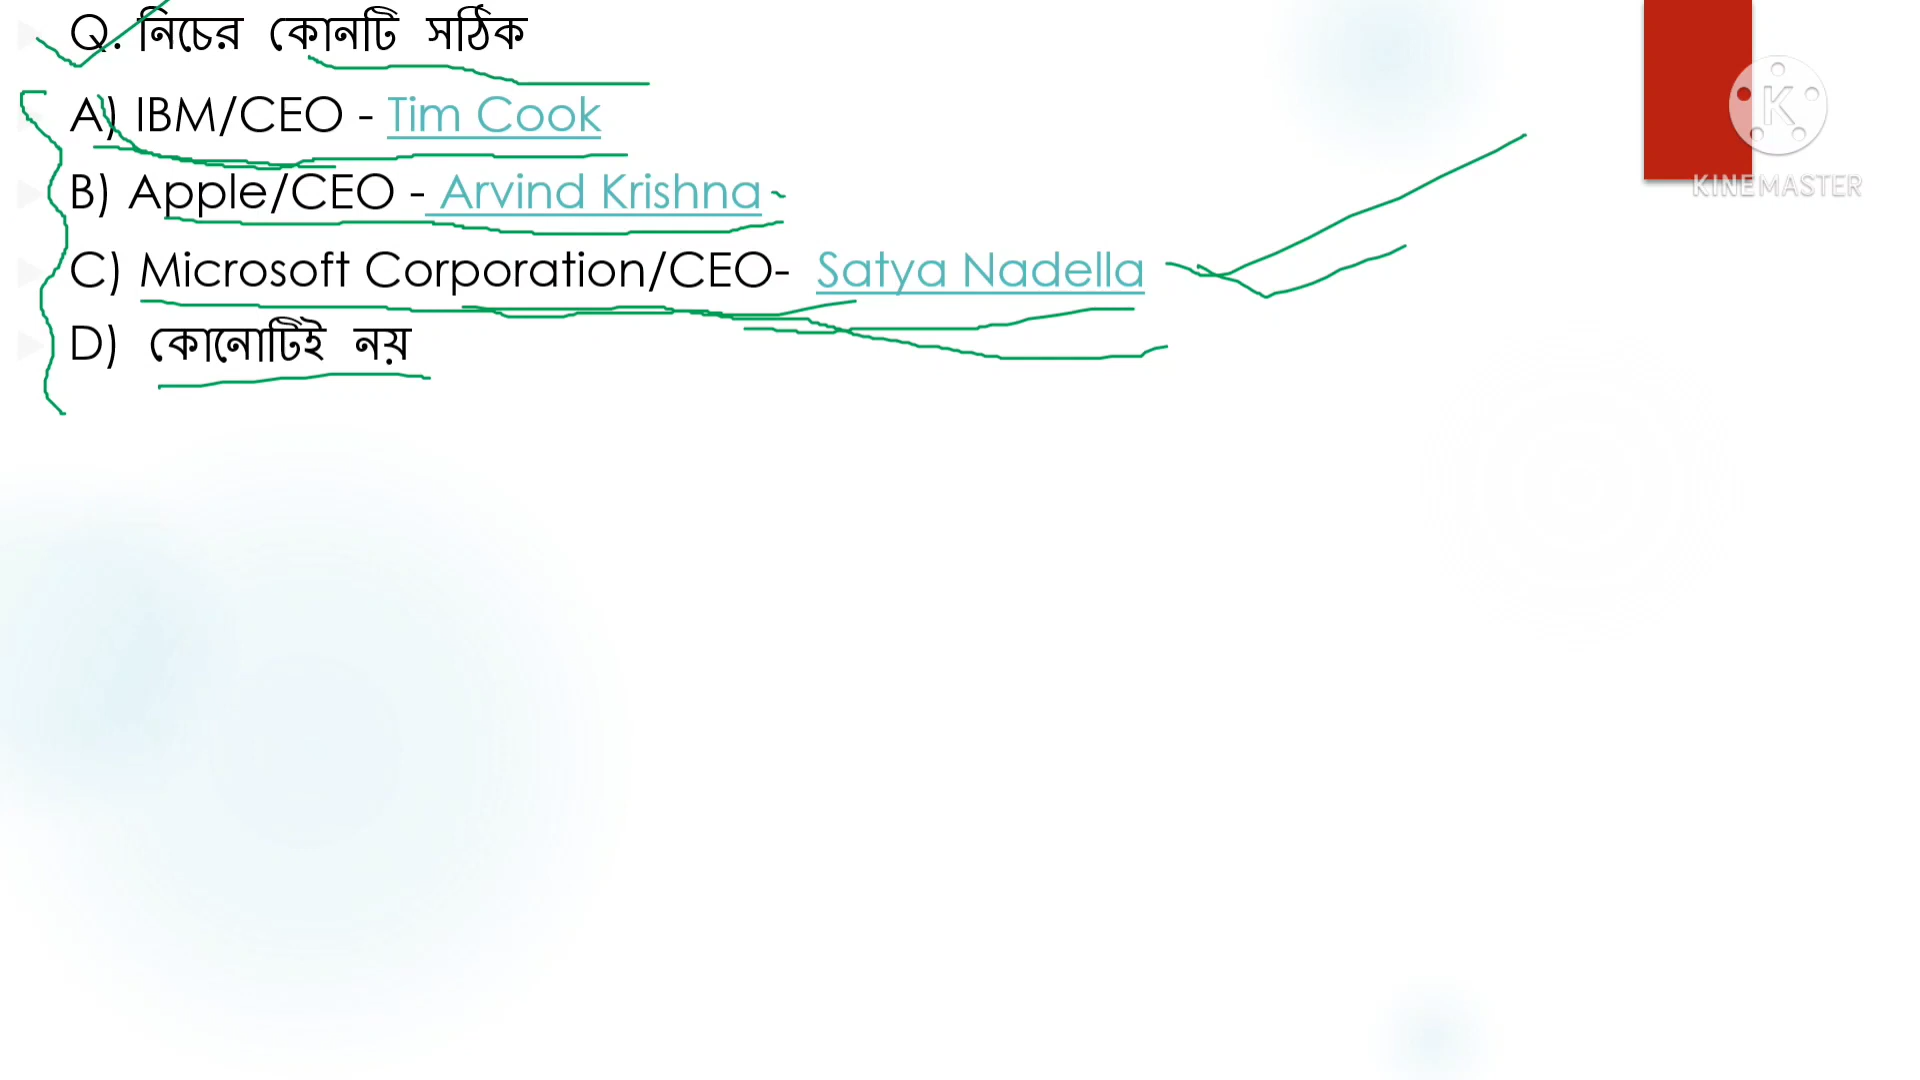 Q. নিচের কোনটি সঠিক
A) IBM/CEO - Tim Cook
B) Apple/CEO - Arvind Krishna
C) Microsoft Corporation/CEO- Satya Nadella
D) কোনোটিই নয়
K
KINEMASTER